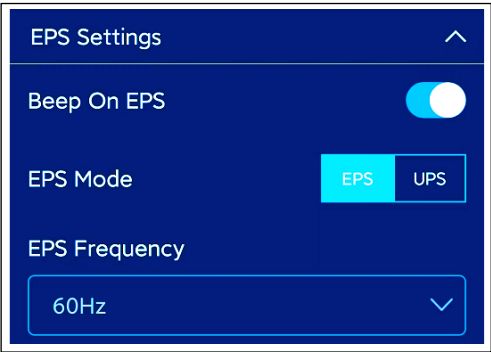 EPS Settings
Beep On EPS
EPS Mode
EPS
UPS
EPS Frequency
60Hz